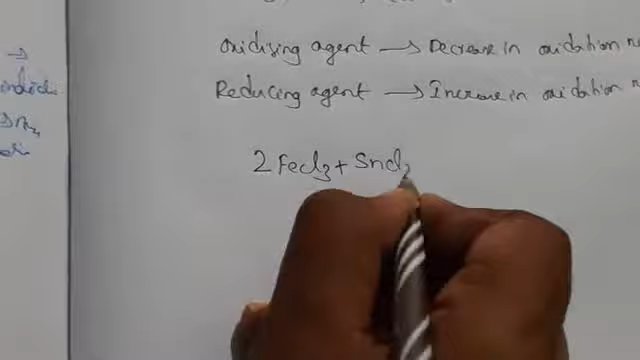 oxidising agent → Decrease in oxidation
Reducing agent → Increase in oxidation
2 FeCl3 + SnCl2